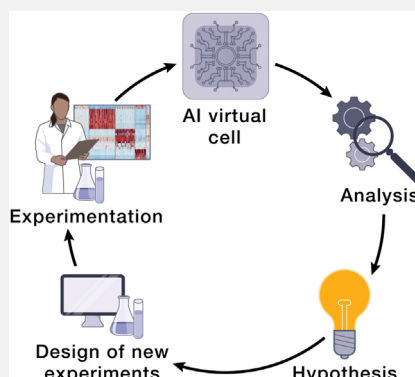 AI virtual
cell
Analysis
Experimentation
Design of new
experiments
Hypothesis